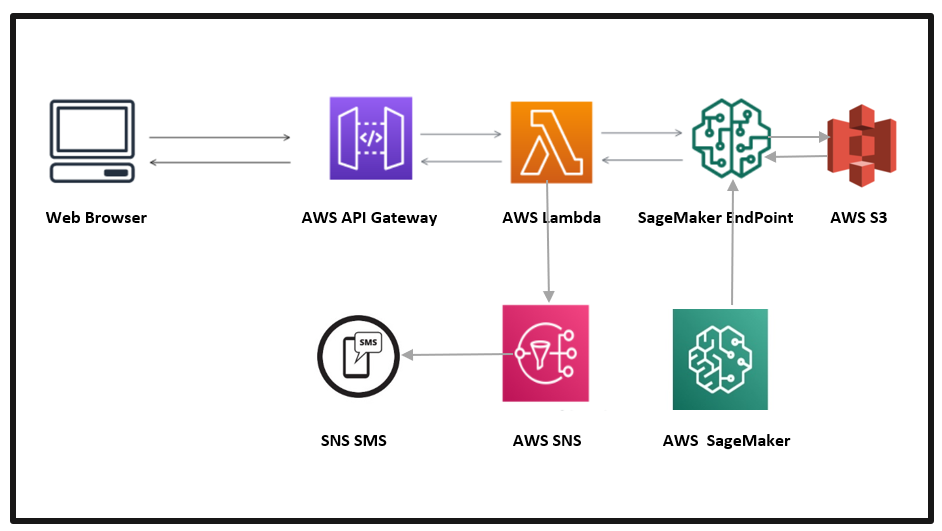 </>
Web Browser
AWS API Gateway
AWS Lambda
SageMaker EndPoint
AWS S3
SMS
SNS SMS
AWS SNS
AWS  SageMaker